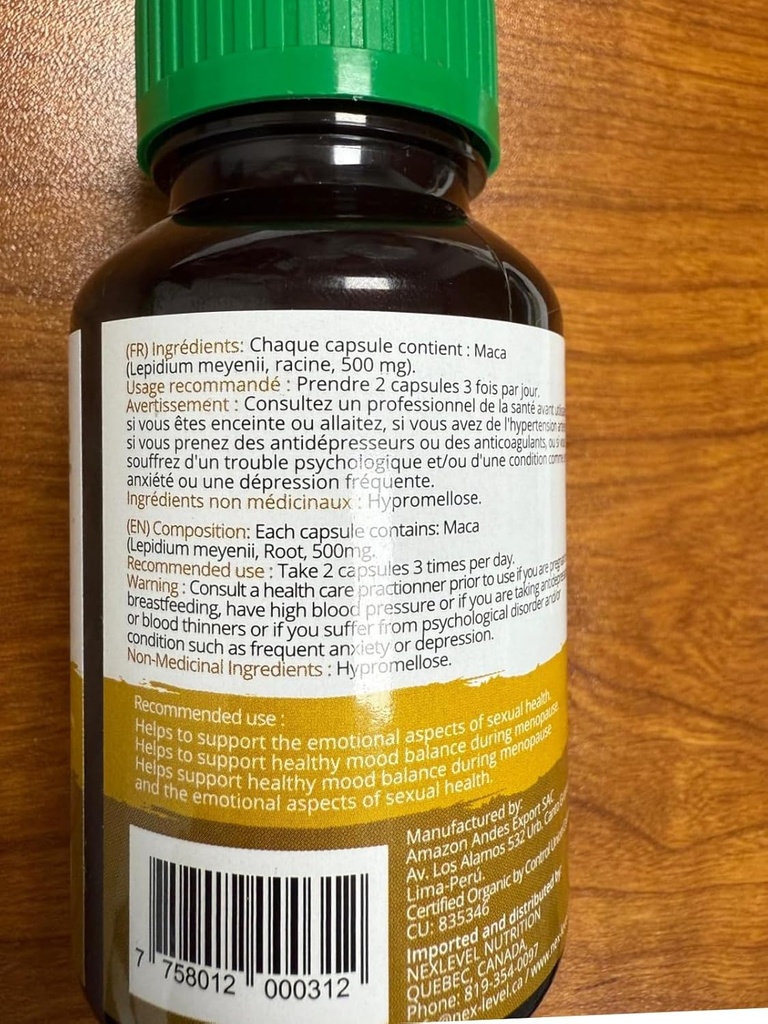 (FR) Ingrédients: Chaque capsule contient : Maca
(Lepidium meyenii, racine, 500 mg).
Usage recommandé : Prendre 2 capsules 3 fois par jour.
Avertissement : Consultez un professionnel de la santé avant
si vous êtes enceinte ou allaitez, si vous avez de l'hypertension
si vous prenez des antidépresseurs ou des anticoagulants, ou si
souffrez d'un trouble psychologique et/ou d'une condition
anxiété ou une dépression fréquente.
Ingrédients non médicinaux : Hypromellose.
(EN) Composition: Each capsule contains: Maca
(Lepidium meyenii, Root, 500mg.
Recommended use : Take 2 capsules 3 times per day.
Warning : Consult a health care practionner prior to use if you are
breastfeeding, have high blood pressure or if you are taking
or blood thinners or if you suffer from psychological disorder and/or
condition such as frequent anxiety or depression.
Non-Medicinal Ingredients : Hypromellose.
Recommended use :
Helps to support the emotional aspects of sexual health.
Helps to support healthy mood balance during menopause.
Helps support healthy mood balance during menopause
and the emotional aspects of sexual health.
Manufactured by:
Amazon Andes Export SAC
Av. Los Alamos 532 Urb.
Lima-Perú.
Certified Organic by Control
CU: 835346
Imported and distributed by
NEXLEVEL NUTRITION
QUEBEC, CANADA,
Phone: 819-354-0097
@nex-level.ca / www.
7 758012 000312